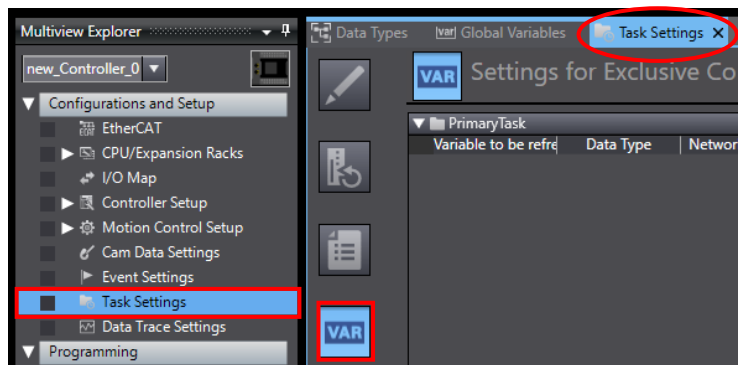 Multiview Explorer
new_Controller_0
Configurations and Setup
EtherCAT
CPU/Expansion Racks
I/O Map
Controller Setup
Motion Control Setup
Cam Data Settings
Event Settings
Task Settings
Data Trace Settings
Programming
Data Types
var Global Variables
Task Settings
VAR Settings for Exclusive Co
PrimaryTask
Variable to be refre Data Type Networ
VAR